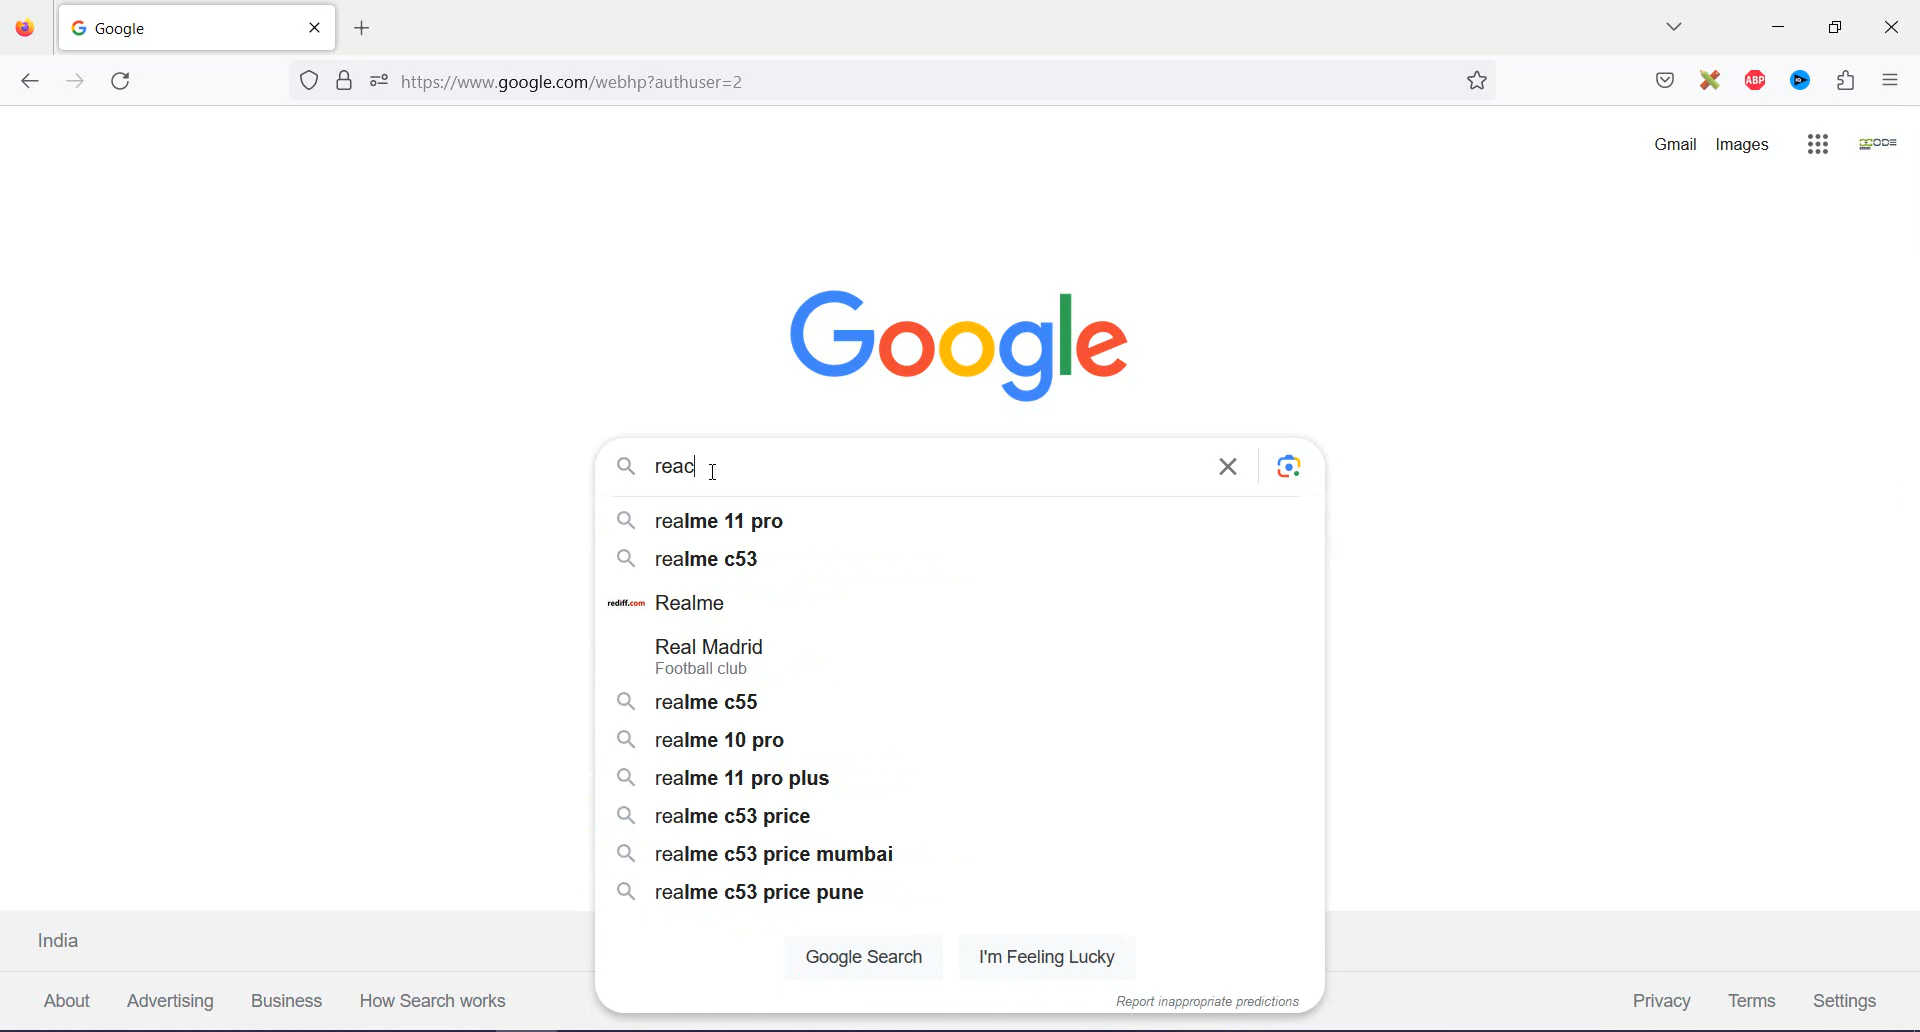 Google
https://www.google.com/webhp?authuser=2
ABP
Gmail Images
Google
reac
realme 11 pro
realme c53
rediff.com Realme
Real Madrid
Football club
realme c55
realme 10 pro
realme 11 pro plus
realme c53 price
realme c53 price mumbai
realme c53 price pune
Google Search I'm Feeling Lucky
Report inappropriate predictions
India
About Advertising Business How Search works Privacy Terms Settings